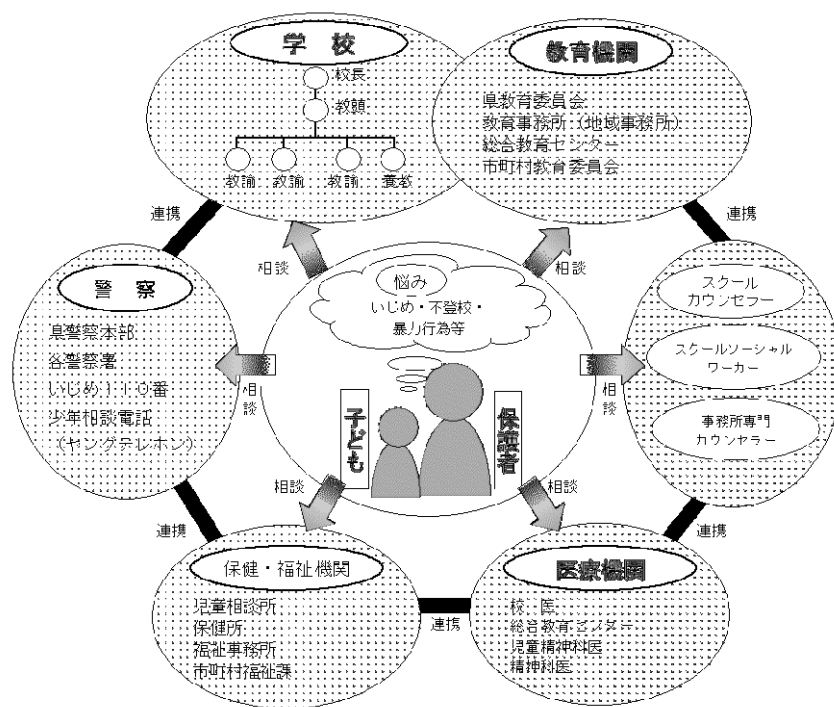 学　校
校長
教頭
教諭
教諭
教諭
養教
教育機関
県教育委員会
教育事務所（地域事務所）
総合教育センター
市町村教育委員会
連携
連携
相談
相談
警　察
県警察本部
各警察署
いじめ１１０番
少年相談電話
（ヤングテレホン）
悩み
いじめ・不登校・
暴力行為等
子ども
保護者
スクール
カウンセラー
スクールソーシャル
ワーカー
事務所専門
カウンセラー
相談
相談
相談
相談
連携
連携
保健・福祉機関
児童相談所
保健所
福祉事務所
市町村福祉課
連携
医療機関
校　医
総合教育センター
児童精神科医
精神科医